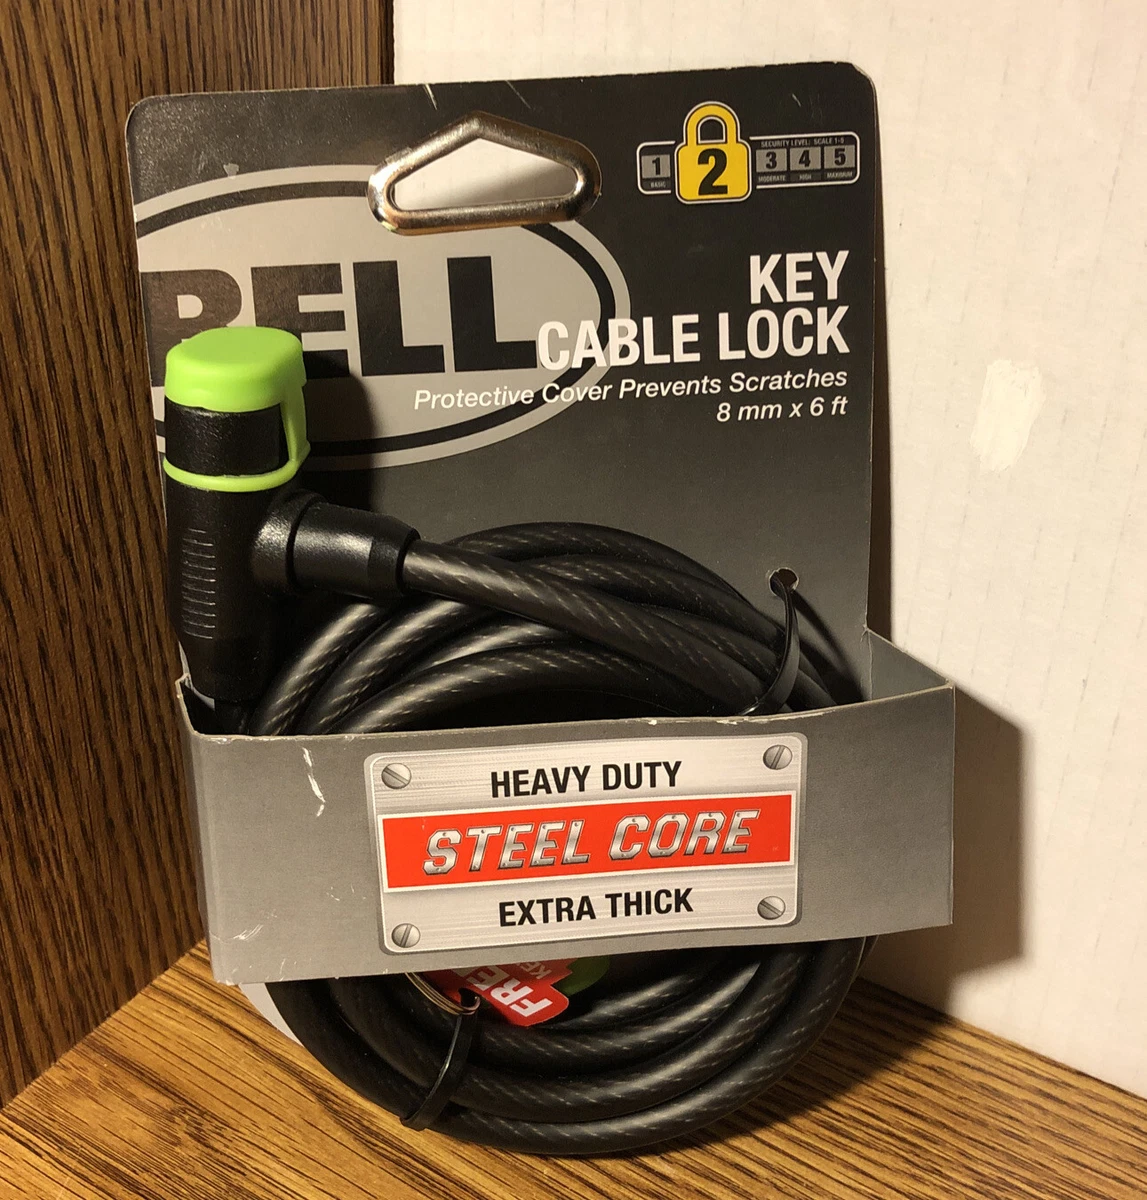 SECURITY LEVEL: SCALE 1-5
1 2 3 4 5
BASIC MODERATE HIGH MAXIMUM
BELL
KEY
CABLE LOCK
Protective Cover Prevents Scratches
8 mm x 6 ft
HEAVY DUTY
STEEL CORE
EXTRA THICK